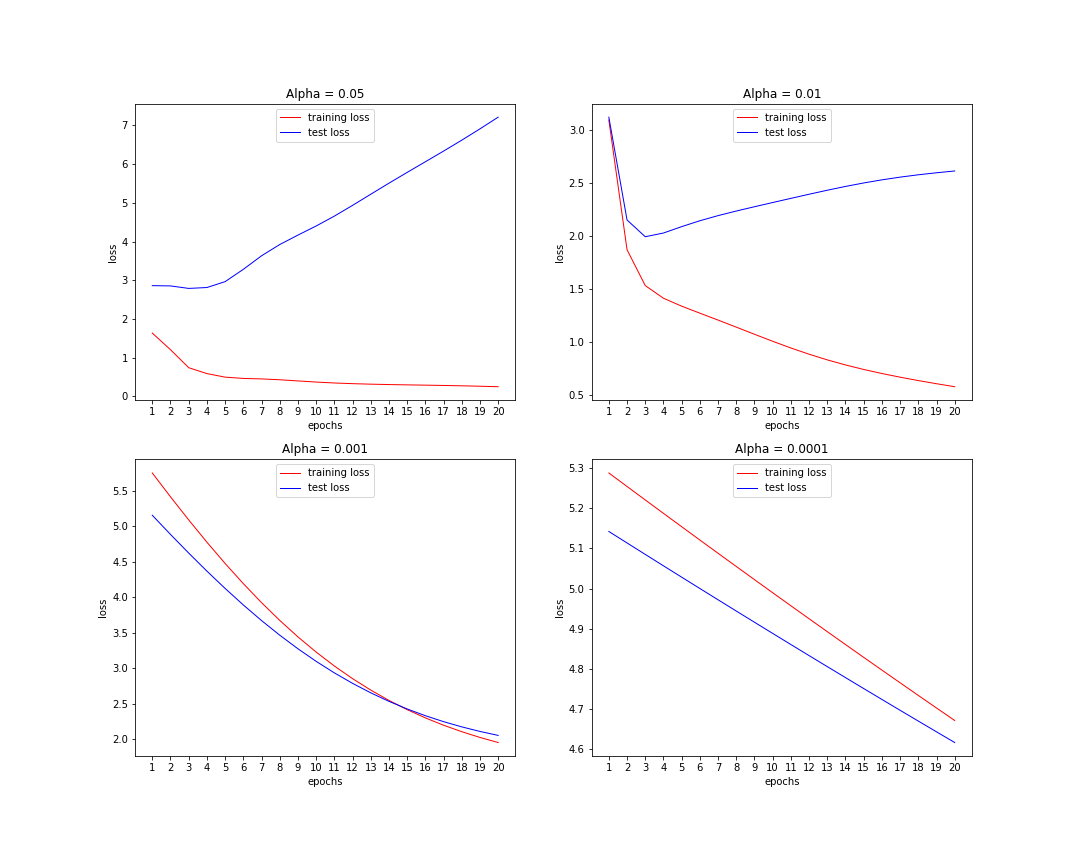 Alpha = 0.05
training loss
test loss
7
6
5
4
3
2
1
0
loss
1 2 3 4 5 6 7 8 9 10 11 12 13 14 15 16 17 18 19 20
epochs
Alpha = 0.01
training loss
test loss
3.0
2.5
2.0
1.5
1.0
0.5
loss
1 2 3 4 5 6 7 8 9 10 11 12 13 14 15 16 17 18 19 20
epochs
Alpha = 0.001
training loss
test loss
5.5
5.0
4.5
4.0
3.5
3.0
2.5
2.0
loss
1 2 3 4 5 6 7 8 9 10 11 12 13 14 15 16 17 18 19 20
epochs
Alpha = 0.0001
training loss
test loss
5.3
5.2
5.1
5.0
4.9
4.8
4.7
4.6
loss
1 2 3 4 5 6 7 8 9 10 11 12 13 14 15 16 17 18 19 20
epochs